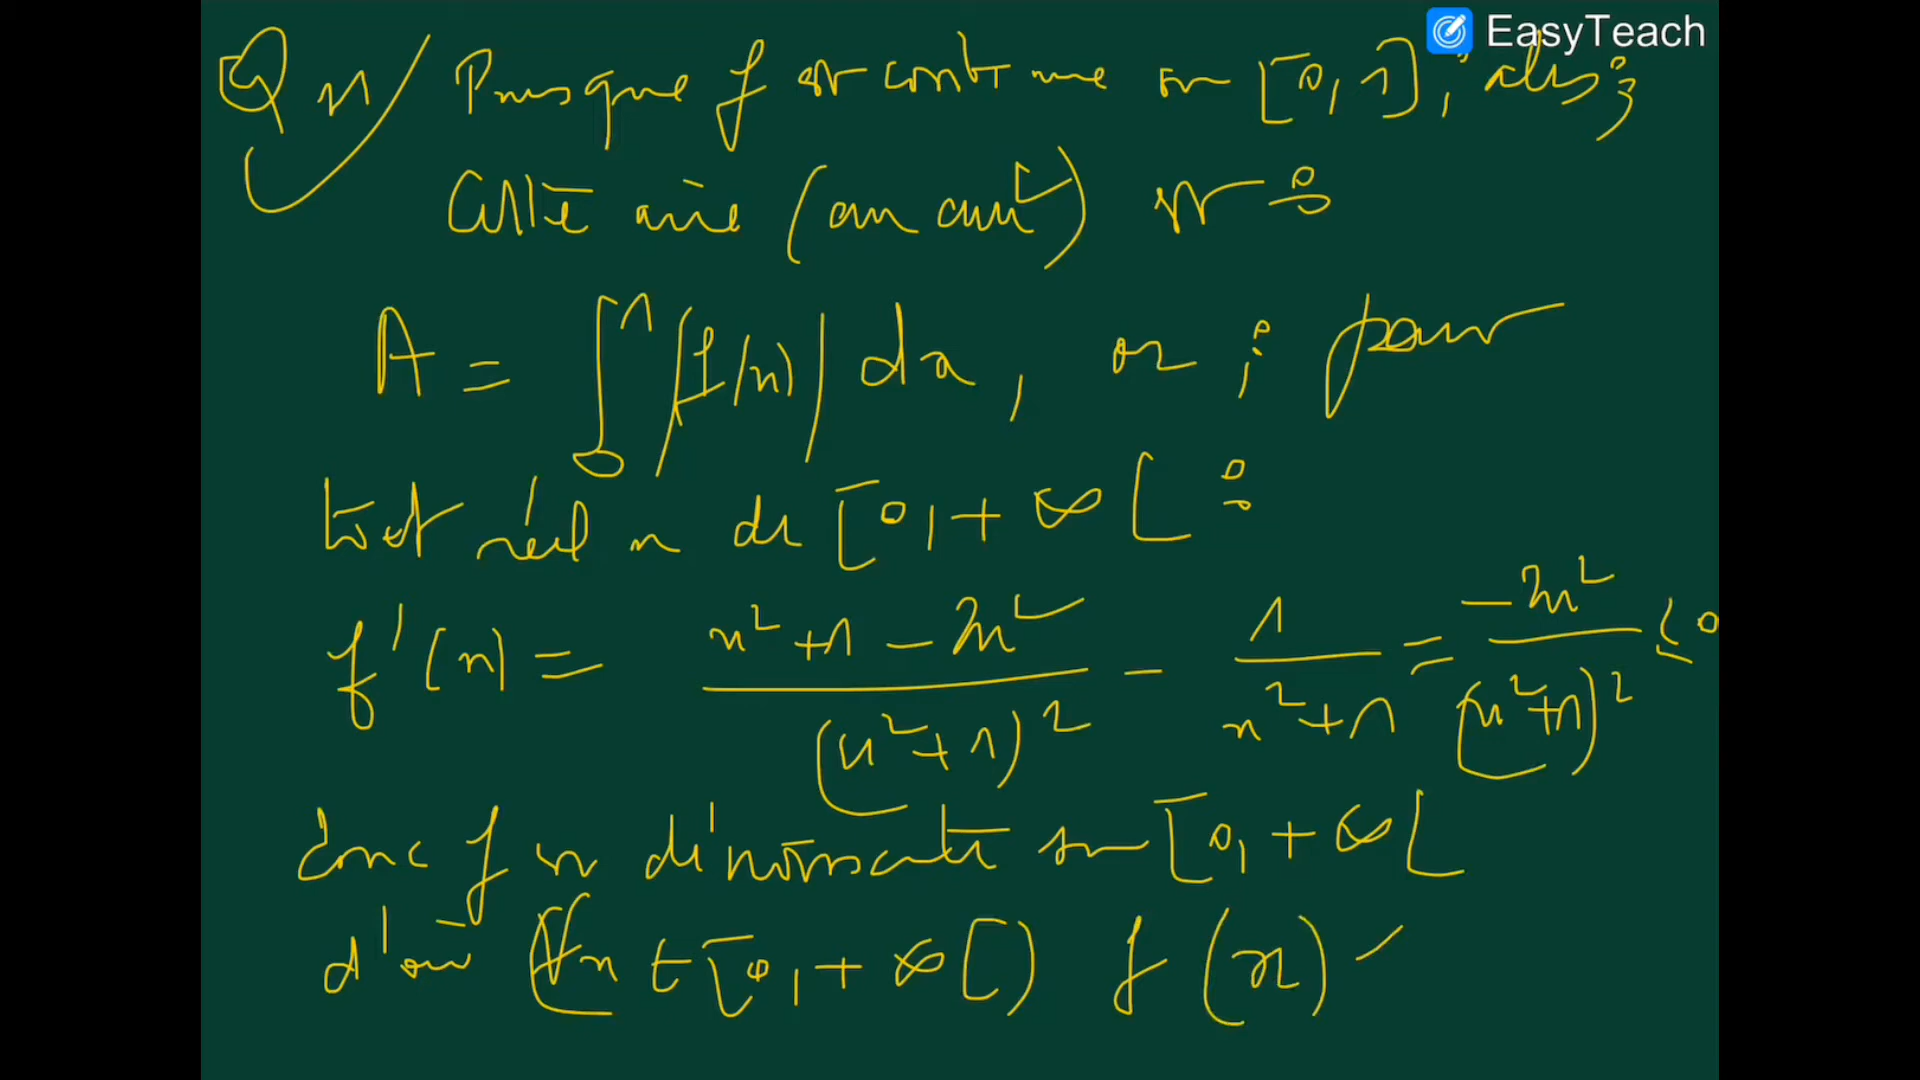 EasyTeach
Q 11/ Puisque f est continue sur [0, 1] ; alors ;
Cette aire (en cm²) est :
A = ∫₀¹ |f(x)| dx , or ; pour
tout réel x de [0, +∞[ :
f'(x) = (x²+1-2x²)/(x²+1)² - 1/(x²+1) = -2x²/(x²+1)² ≤ 0
Donc f est décroissante sur [0, +∞[
d'où (∀x ∈ [0, +∞[) f(x)